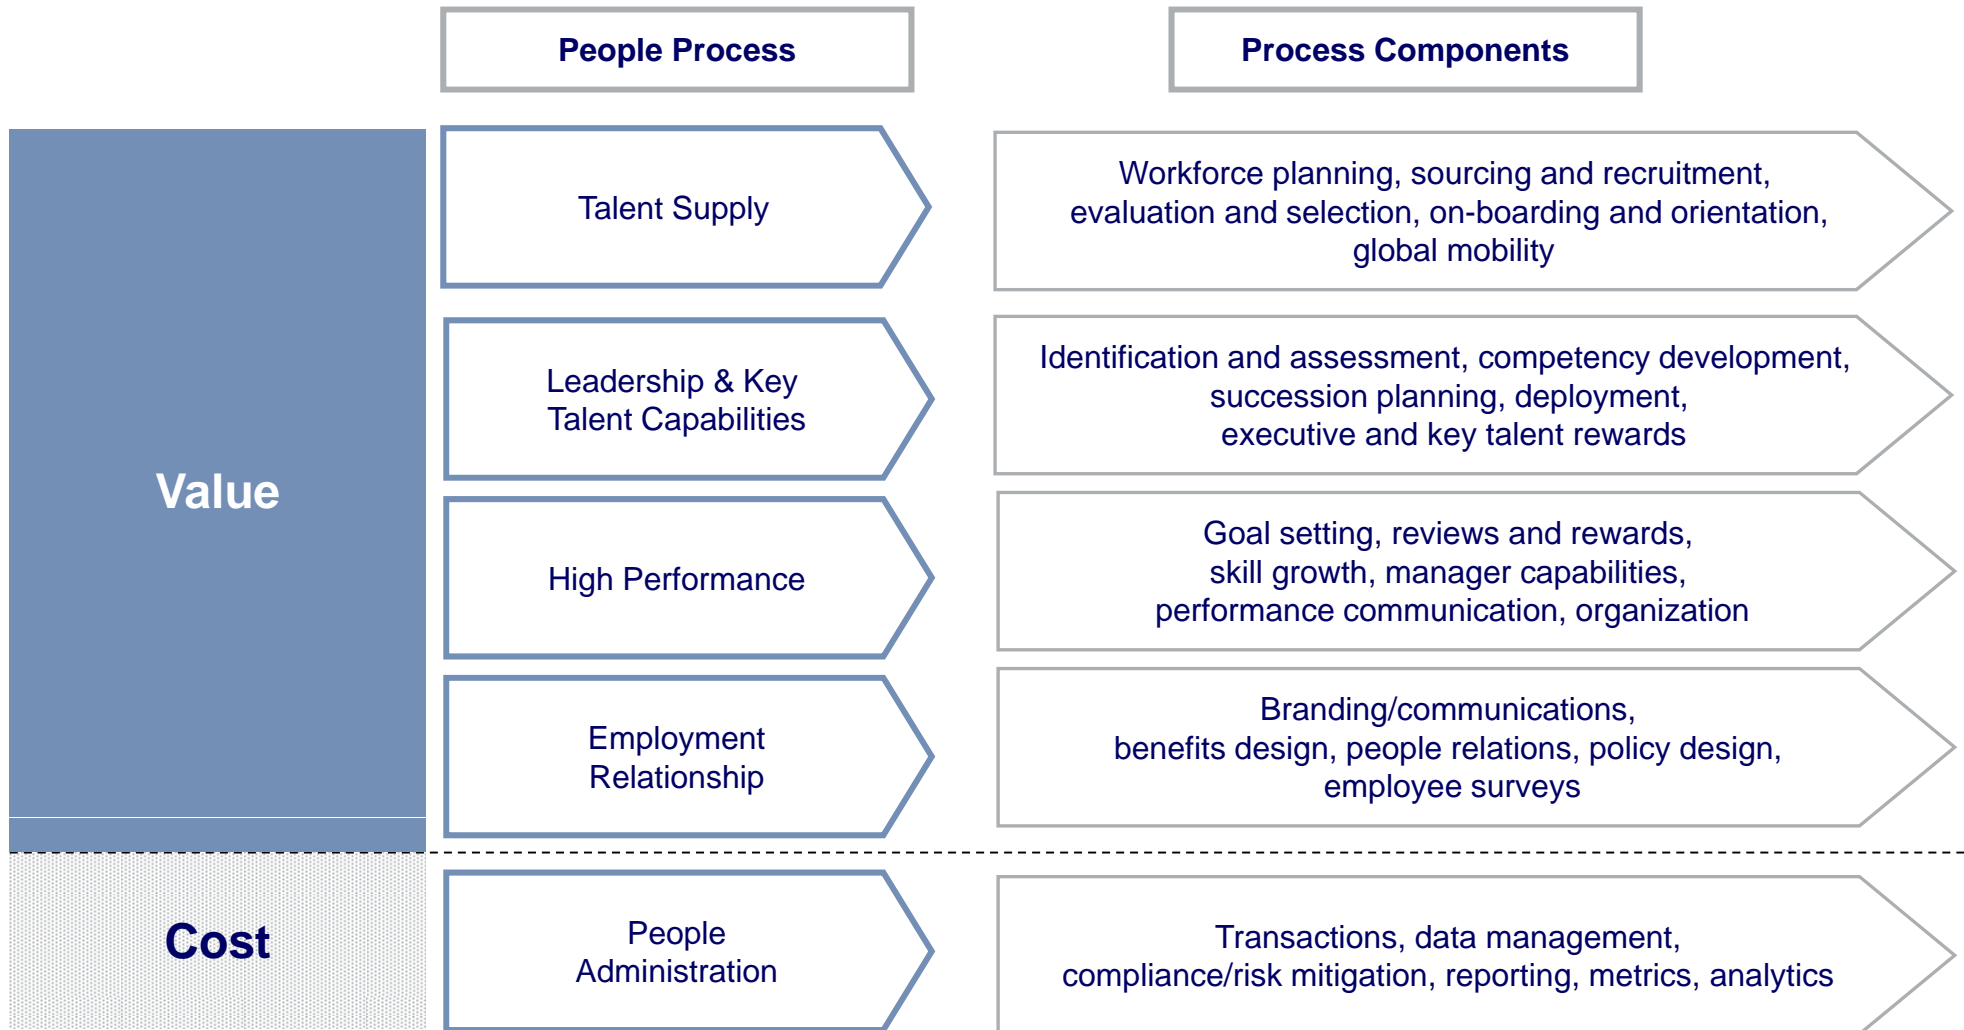 People Process
Process Components
Value
Talent Supply
Workforce planning, sourcing and recruitment,
evaluation and selection, on-boarding and orientation,
global mobility
Leadership & Key
Talent Capabilities
Identification and assessment, competency development,
succession planning, deployment,
executive and key talent rewards
High Performance
Goal setting, reviews and rewards,
skill growth, manager capabilities,
performance communication, organization
Employment
Relationship
Branding/communications,
benefits design, people relations, policy design,
employee surveys
Cost
People
Administration
Transactions, data management,
compliance/risk mitigation, reporting, metrics, analytics